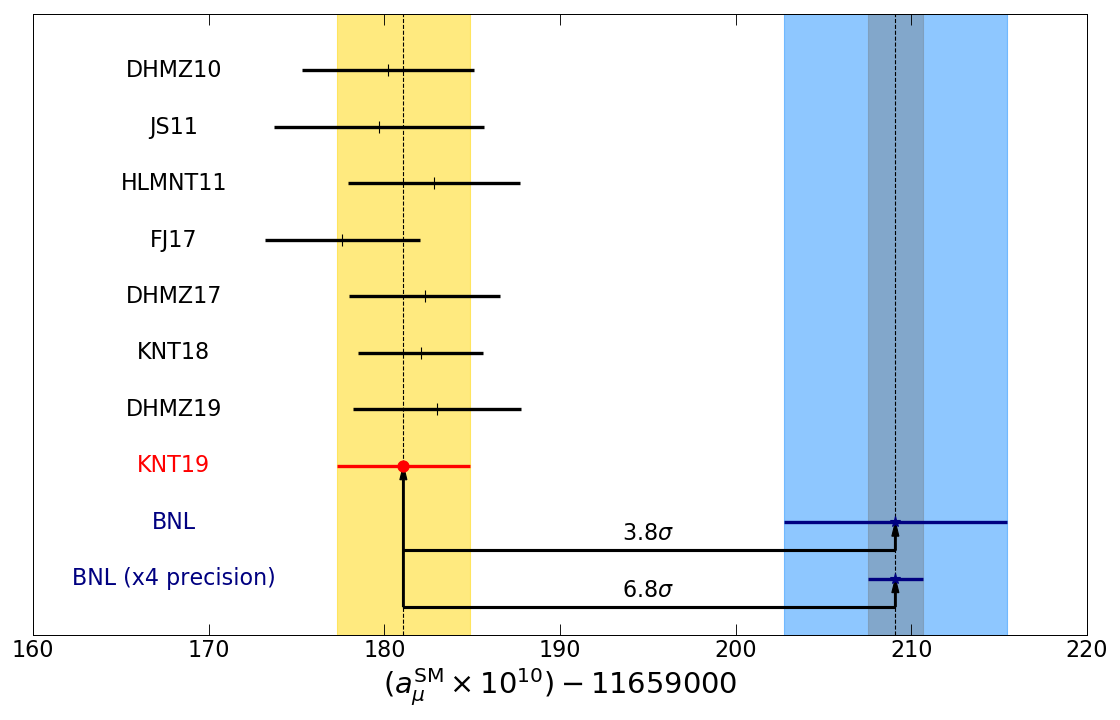 DHMZ10
JS11
HLMNT11
FJ17
DHMZ17
KNT18
DHMZ19
KNT19
BNL
3.8σ
BNL (x4 precision)
6.8σ
160 170 180 190 200 210 220
(a_μ^SM × 10^10) − 11659000